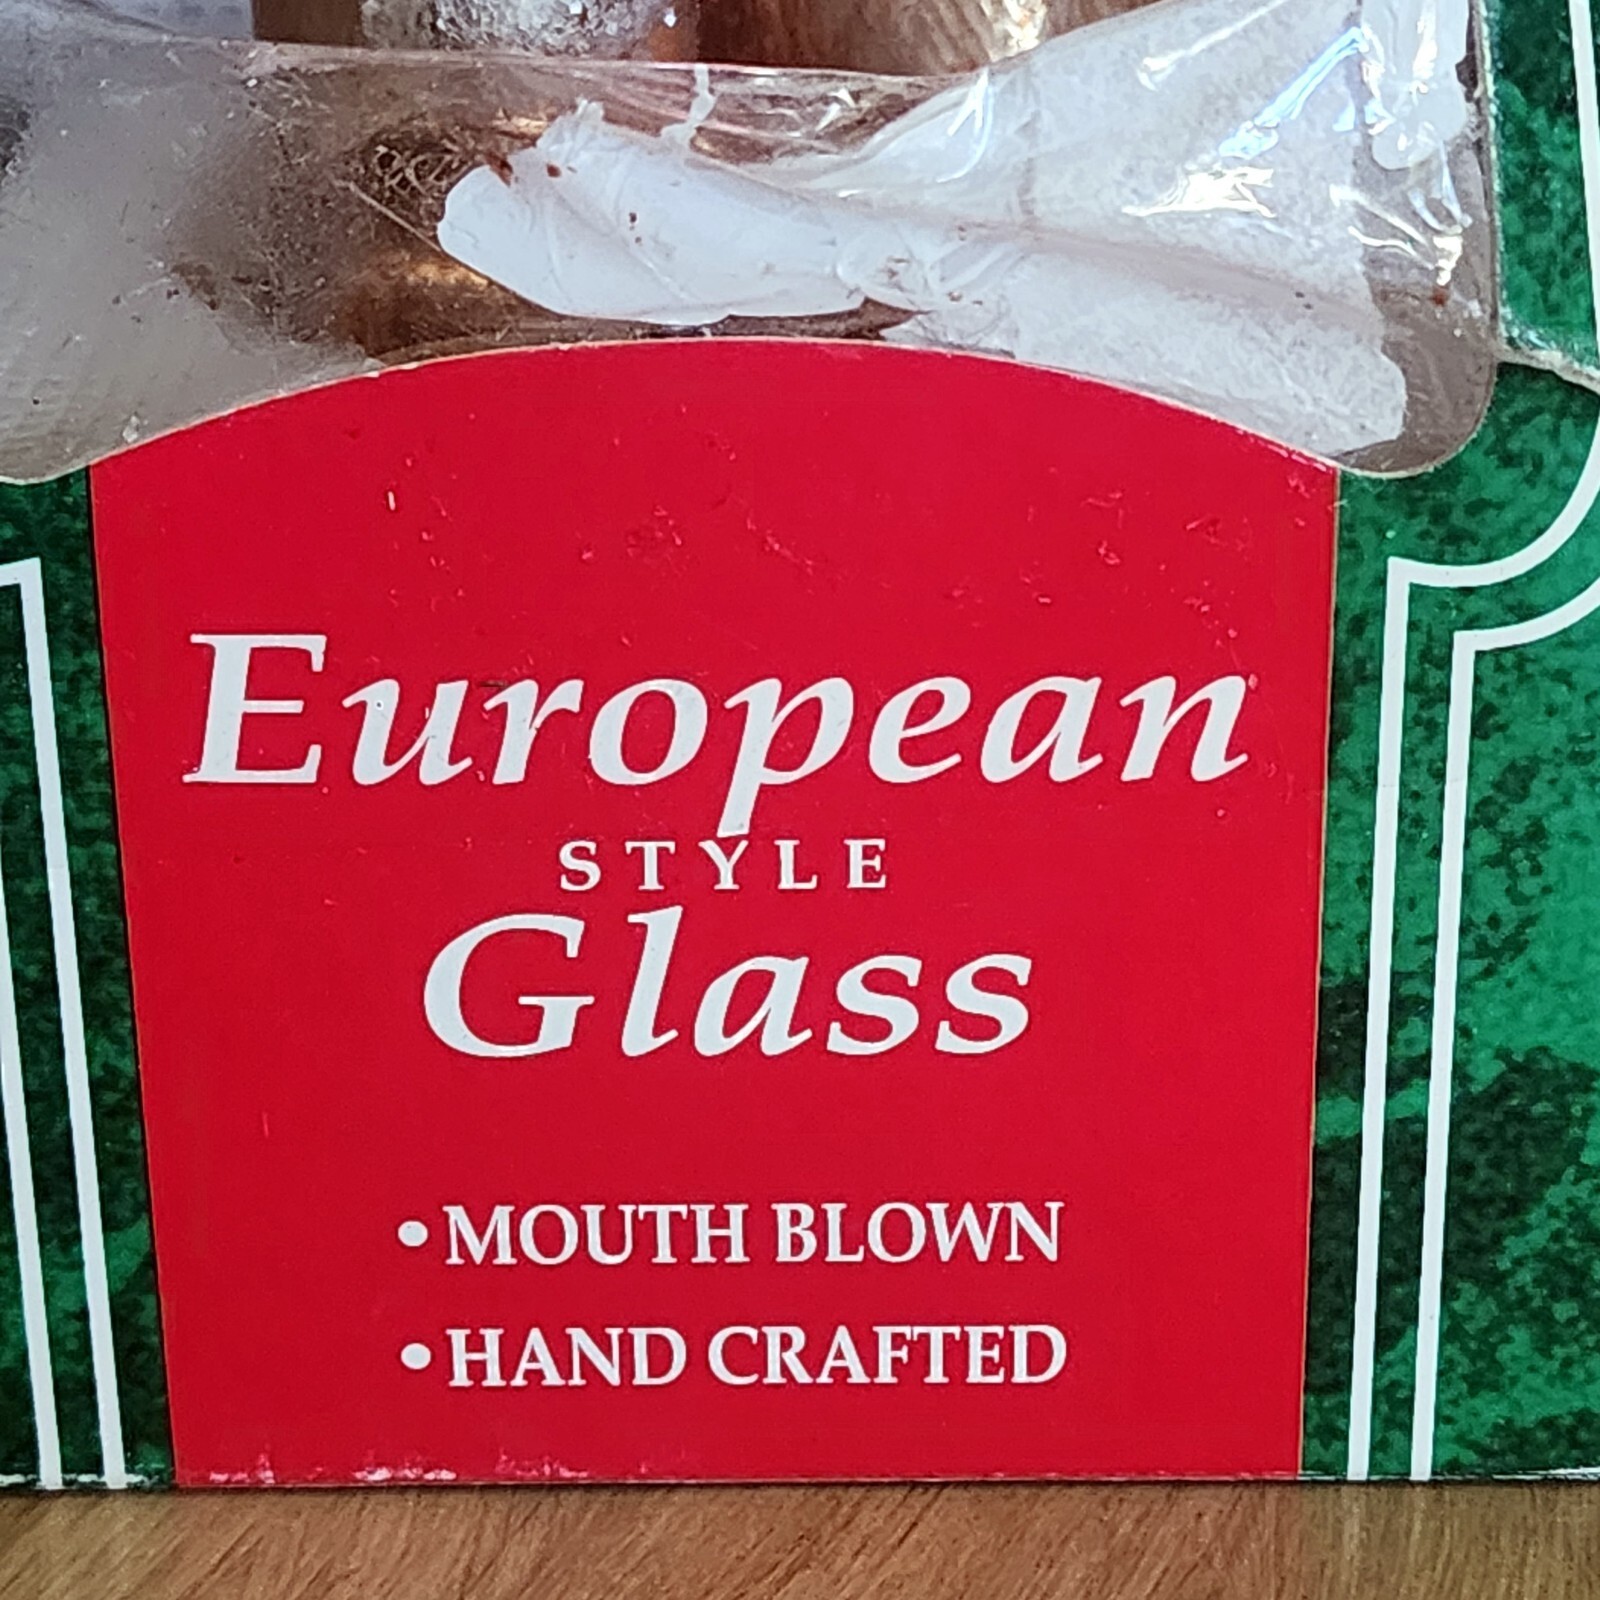 European
STYLE
Glass
• MOUTH BLOWN
• HAND CRAFTED